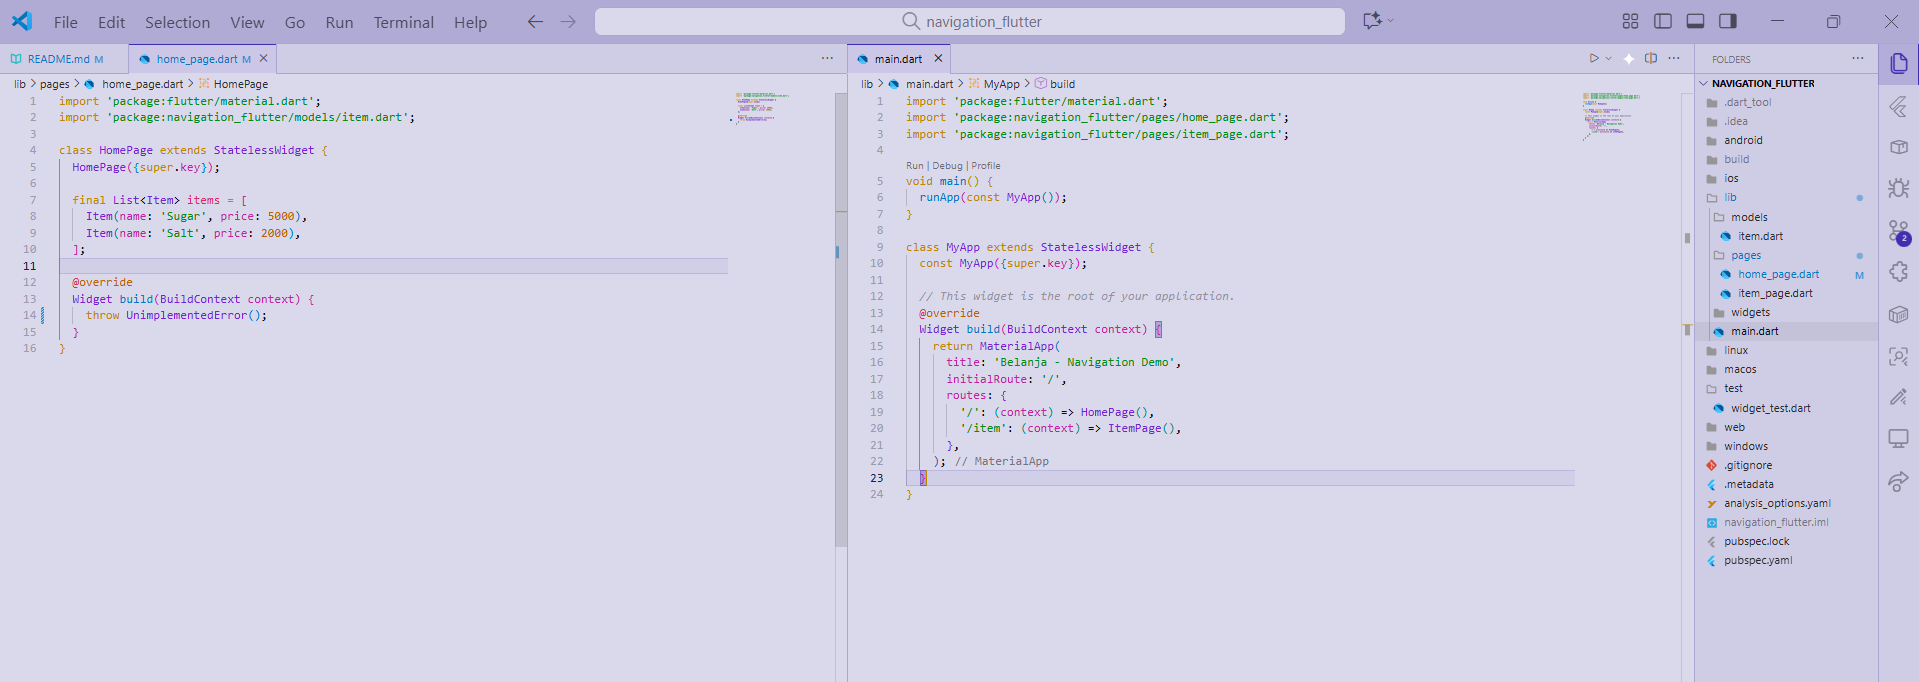 File Edit Selection View Go Run Terminal Help
navigation_flutter
README.md M
home_page.dart M
lib > pages > home_page.dart > HomePage
1 import 'package:flutter/material.dart';
2 import 'package:navigation_flutter/models/item.dart';
3
4 class HomePage extends StatelessWidget {
5 HomePage({super.key});
6
7 final List<Item> items = [
8 Item(name: 'Sugar', price: 5000),
9 Item(name: 'Salt', price: 2000),
10 ];
11
12 @override
13 Widget build(BuildContext context) {
14 throw UnimplementedError();
15 }
16 }
main.dart
lib > main.dart > MyApp > build
1 import 'package:flutter/material.dart';
2 import 'package:navigation_flutter/pages/home_page.dart';
3 import 'package:navigation_flutter/pages/item_page.dart';
4
Run | Debug | Profile
5 void main() {
6 runApp(const MyApp());
7 }
8
9 class MyApp extends StatelessWidget {
10 const MyApp({super.key});
11
12 // This widget is the root of your application.
13 @override
14 Widget build(BuildContext context) {
15 return MaterialApp(
16 title: 'Belanja - Navigation Demo',
17 initialRoute: '/',
18 routes: {
19 '/': (context) => HomePage(),
20 '/item': (context) => ItemPage(),
21 },
22 ); // MaterialApp
23 }
24 }
FOLDERS
NAVIGATION_FLUTTER
.dart_tool
.idea
android
build
ios
lib
models
item.dart
pages
home_page.dart M
item_page.dart
widgets
main.dart
linux
macos
test
widget_test.dart
web
windows
.gitignore
.metadata
analysis_options.yaml
navigation_flutter.iml
pubspec.lock
pubspec.yaml
2